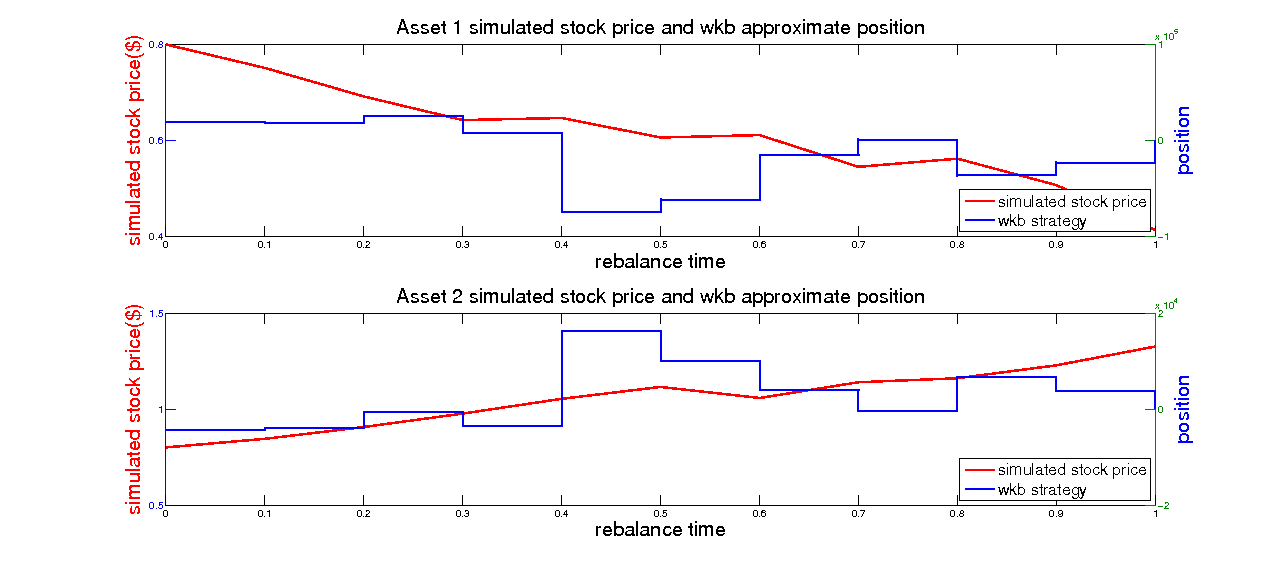 Asset 1 simulated stock price and wkb approximate position
simulated stock price($)
0.8
0.6
0.4
x 10^5
1
0
-1
position
simulated stock price
wkb strategy
0 0.1 0.2 0.3 0.4 0.5 0.6 0.7 0.8 0.9 1
rebalance time
Asset 2 simulated stock price and wkb approximate position
simulated stock price($)
1.5
1
0.5
x 10^4
2
0
-2
position
simulated stock price
wkb strategy
0 0.1 0.2 0.3 0.4 0.5 0.6 0.7 0.8 0.9 1
rebalance time